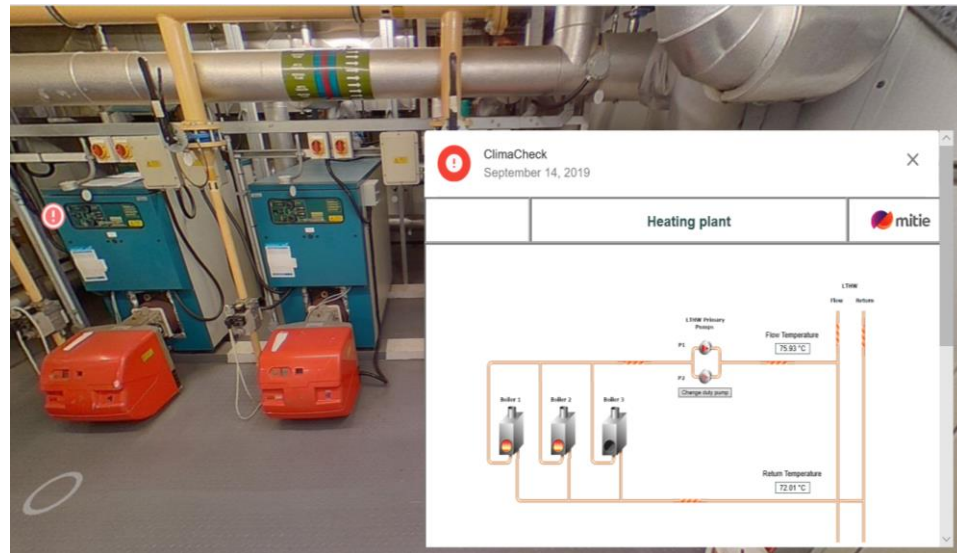 ClimaCheck
September 14, 2019
Heating plant
mitie
LTHW
Flow Return
LTHW Primary
Pumps
P1
Flow Temperature
75.93 °C
P2
Change duty pump
Boiler 1 Boiler 2 Boiler 3
Return Temperature
72.01 °C